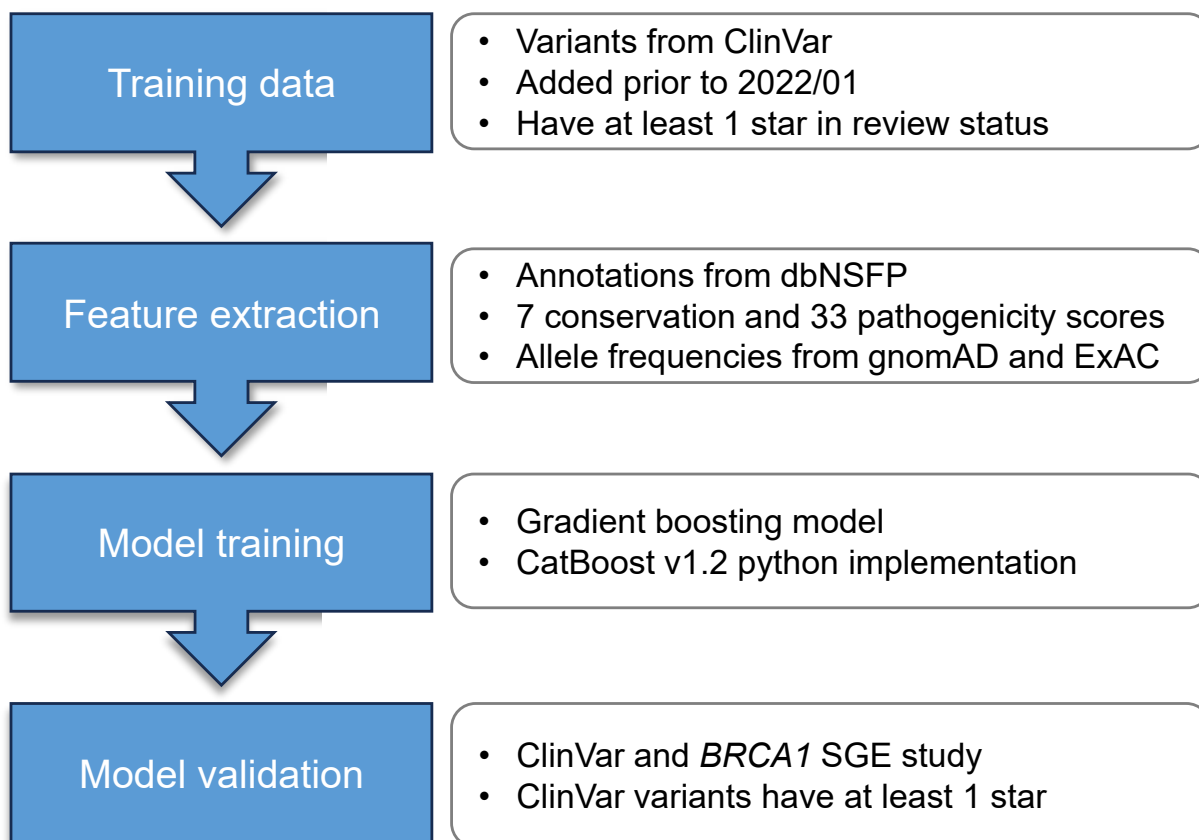 Training data
• Variants from ClinVar
• Added prior to 2022/01
• Have at least 1 star in review status
Feature extraction
• Annotations from dbNSFP
• 7 conservation and 33 pathogenicity scores
• Allele frequencies from gnomAD and ExAC
Model training
• Gradient boosting model
• CatBoost v1.2 python implementation
Model validation
• ClinVar and BRCA1 SGE study
• ClinVar variants have at least 1 star